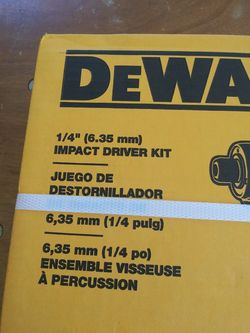 DEWA
1/4" (6.35 mm)
IMPACT DRIVER KIT
JUEGO DE
DESTORNILLADOR
6,35 mm (1/4 pulg)
6,35 mm (1/4 po)
ENSEMBLE VISSEUSE
À PERCUSSION